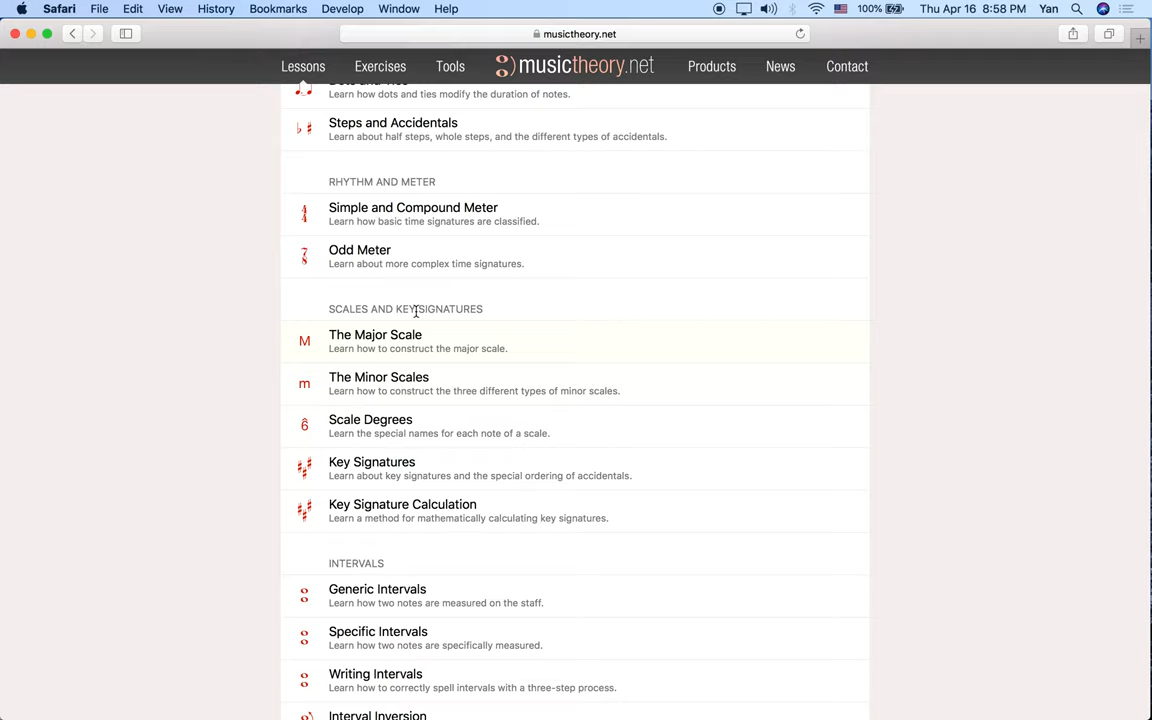 Safari File Edit View History Bookmarks Develop Window Help 100% Thu Apr 16 8:58 PM Yan
musictheory.net
Lessons Exercises Tools musictheory.net Products News Contact
Learn how dots and ties modify the duration of notes.
Steps and Accidentals
Learn about half steps, whole steps, and the different types of accidentals.
RHYTHM AND METER
4
4
Simple and Compound Meter
Learn how basic time signatures are classified.
7
8
Odd Meter
Learn about more complex time signatures.
SCALES AND KEY SIGNATURES
M
The Major Scale
Learn how to construct the major scale.
m
The Minor Scales
Learn how to construct the three different types of minor scales.
6̂
Scale Degrees
Learn the special names for each note of a scale.
Key Signatures
Learn about key signatures and the special ordering of accidentals.
Key Signature Calculation
Learn a method for mathematically calculating key signatures.
INTERVALS
Generic Intervals
Learn how two notes are measured on the staff.
Specific Intervals
Learn how two notes are specifically measured.
Writing Intervals
Learn how to correctly spell intervals with a three-step process.
Interval Inversion